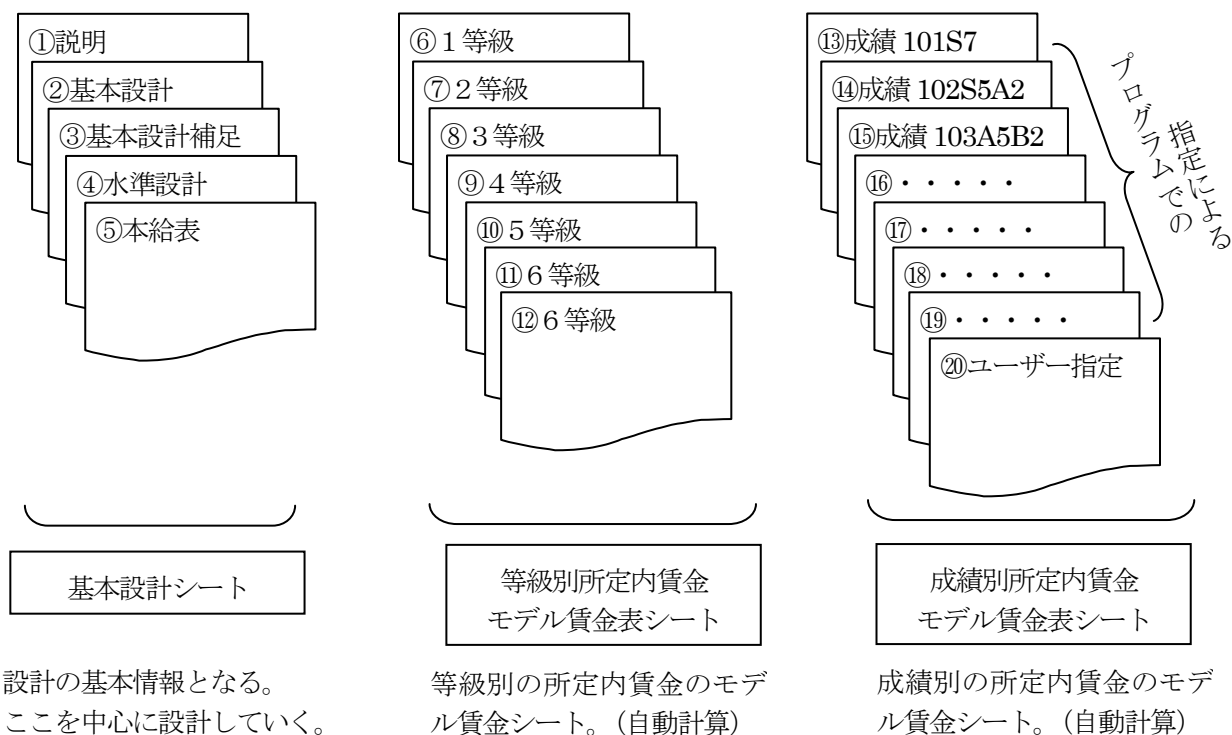 ①説明
②基本設計
③基本設計補足
④水準設計
⑤本給表
⑥１等級
⑦２等級
⑧３等級
⑨４等級
⑩５等級
⑪６等級
⑫６等級
⑬成績 101S7
⑭成績 102S5A2
⑮成績 103A5B2
⑯・・・・・
⑰・・・・・
⑱・・・・・
⑲・・・・・
⑳ユーザー指定
プログラムでの
指定による
基本設計シート
等級別所定内賃金
モデル賃金表シート
成績別所定内賃金
モデル賃金表シート
設計の基本情報となる。
ここを中心に設計していく。
等級別の所定内賃金のモデ
ル賃金シート。（自動計算）
成績別の所定内賃金のモデ
ル賃金シート。（自動計算）